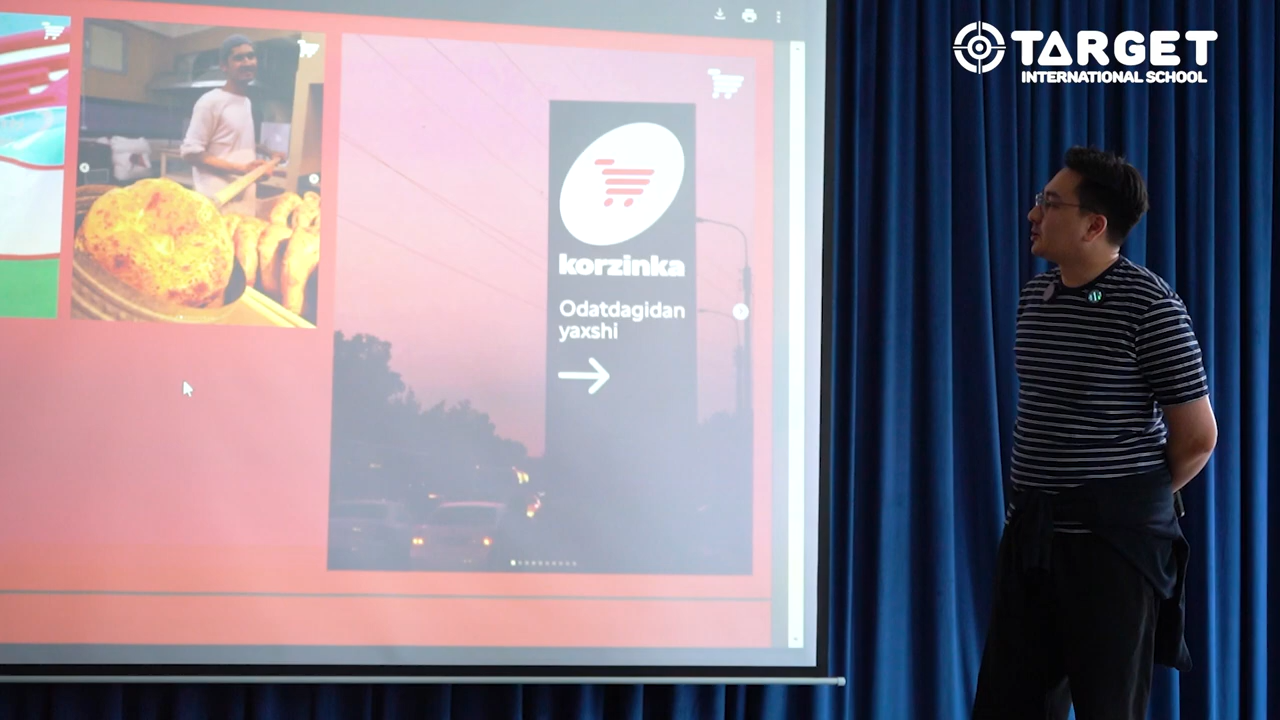 TARGET
INTERNATIONAL SCHOOL
korzinka
Odatdagidan
yaxshi